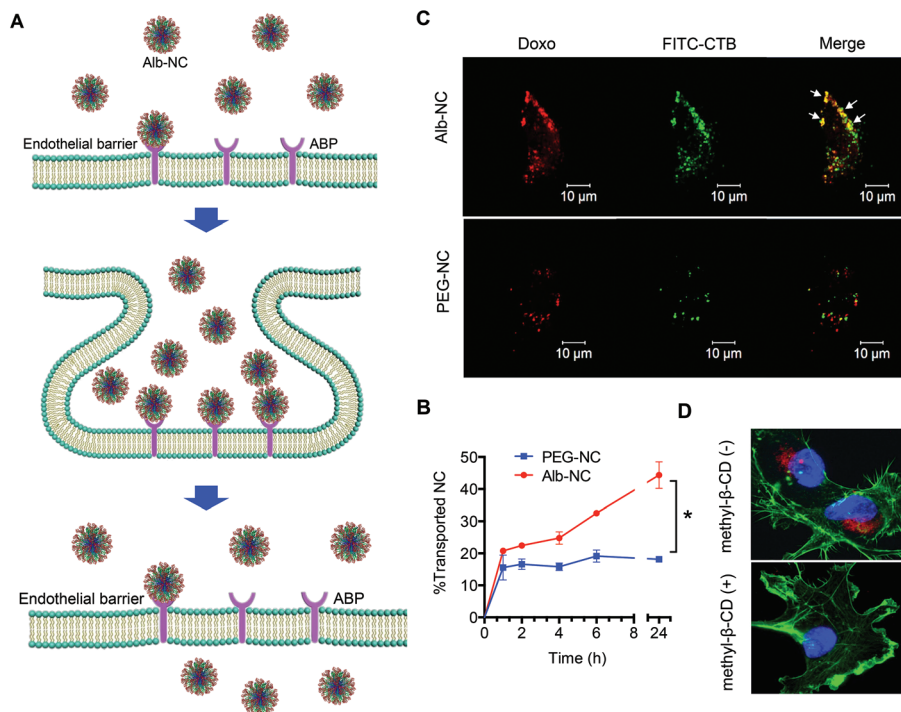 A
Alb-NC
Endothelial barrier
ABP
Endothelial barrier
ABP
C
Doxo
FITC-CTB
Merge
Alb-NC
10 µm
10 µm
10 µm
PEG-NC
10 µm
10 µm
10 µm
B
PEG-NC
Alb-NC
%Transported NC
50
40
30
20
10
0
*
0
2
4
6
8
24
Time (h)
D
methyl-β-CD (-)
methyl-β-CD (+)